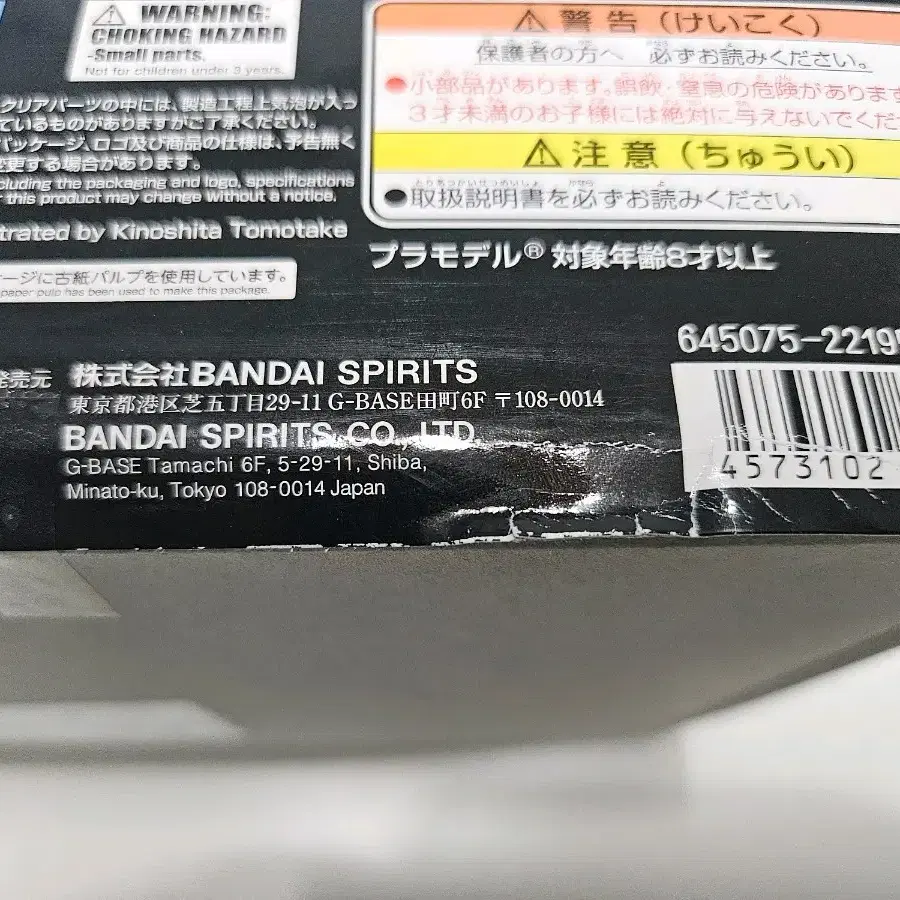 WARNING:
CHOKING HAZARD
-Small parts.
Not for children under 3 years.
クリアパーツの中には、製造工程上気泡が入っ
ているものがありますがご了承ください。
パッケージ、ロゴ及び商品の仕様は、予告無く
変更する場合があります。
cluding the packaging and logo, specifications
this product may change without a notice.
trated by Kinoshita Tomotake
ージに古紙パルプを使用しています。
paper pulp has been used to make this package.
警告（けいこく）
保護者の方へ 必ずお読みください。
●小部品があります。誤飲・窒息の危険があります
3才未満のお子様には絶対に与えないでくだ
注意（ちゅうい）
●取扱説明書を必ずお読みください。
プラモデル® 対象年齢8才以上
645075-2219
発売元 株式会社BANDAI SPIRITS
東京都港区芝五丁目29-11 G-BASE田町6F 〒108-0014
BANDAI SPIRITS CO., LTD.
G-BASE Tamachi 6F, 5-29-11, Shiba,
Minato-ku, Tokyo 108-0014 Japan
4573102